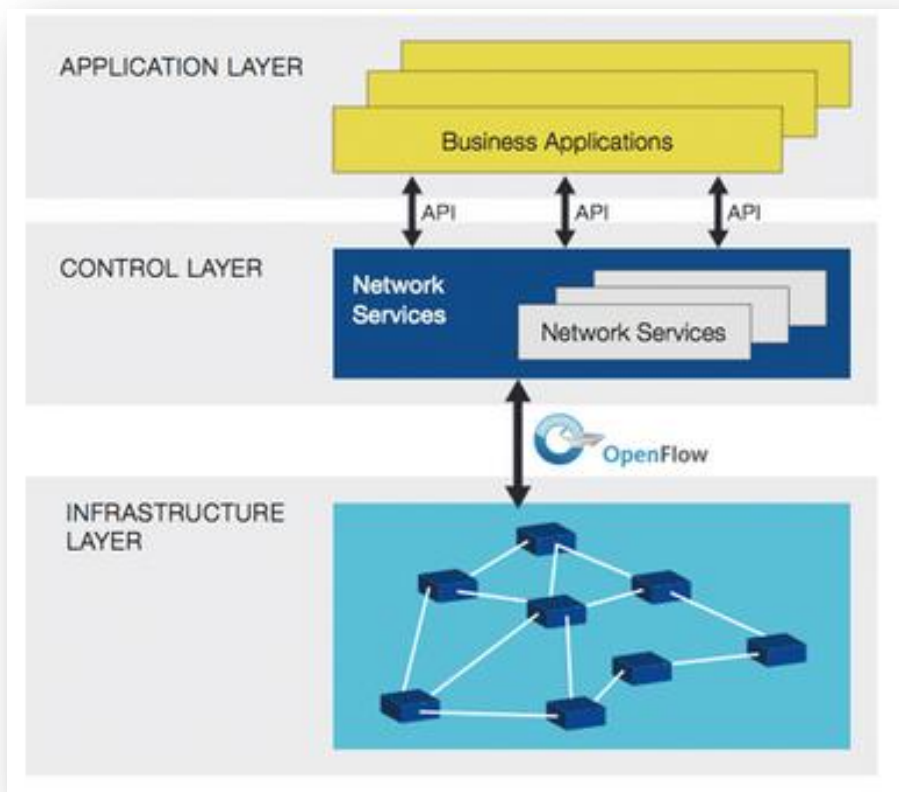 APPLICATION LAYER
Business Applications
API
API
API
CONTROL LAYER
Network
Services
Network Services
OpenFlow
INFRASTRUCTURE
LAYER